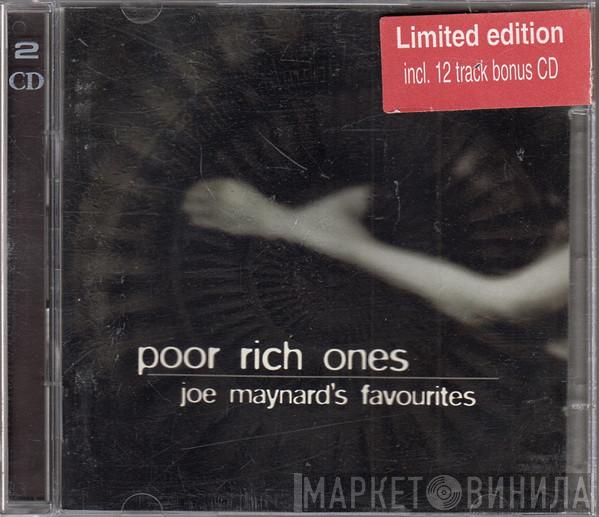 2
CD
Limited edition
incl. 12 track bonus CD
poor rich ones
joe maynard's favourites
МАРКЕТ ВИНИЛА